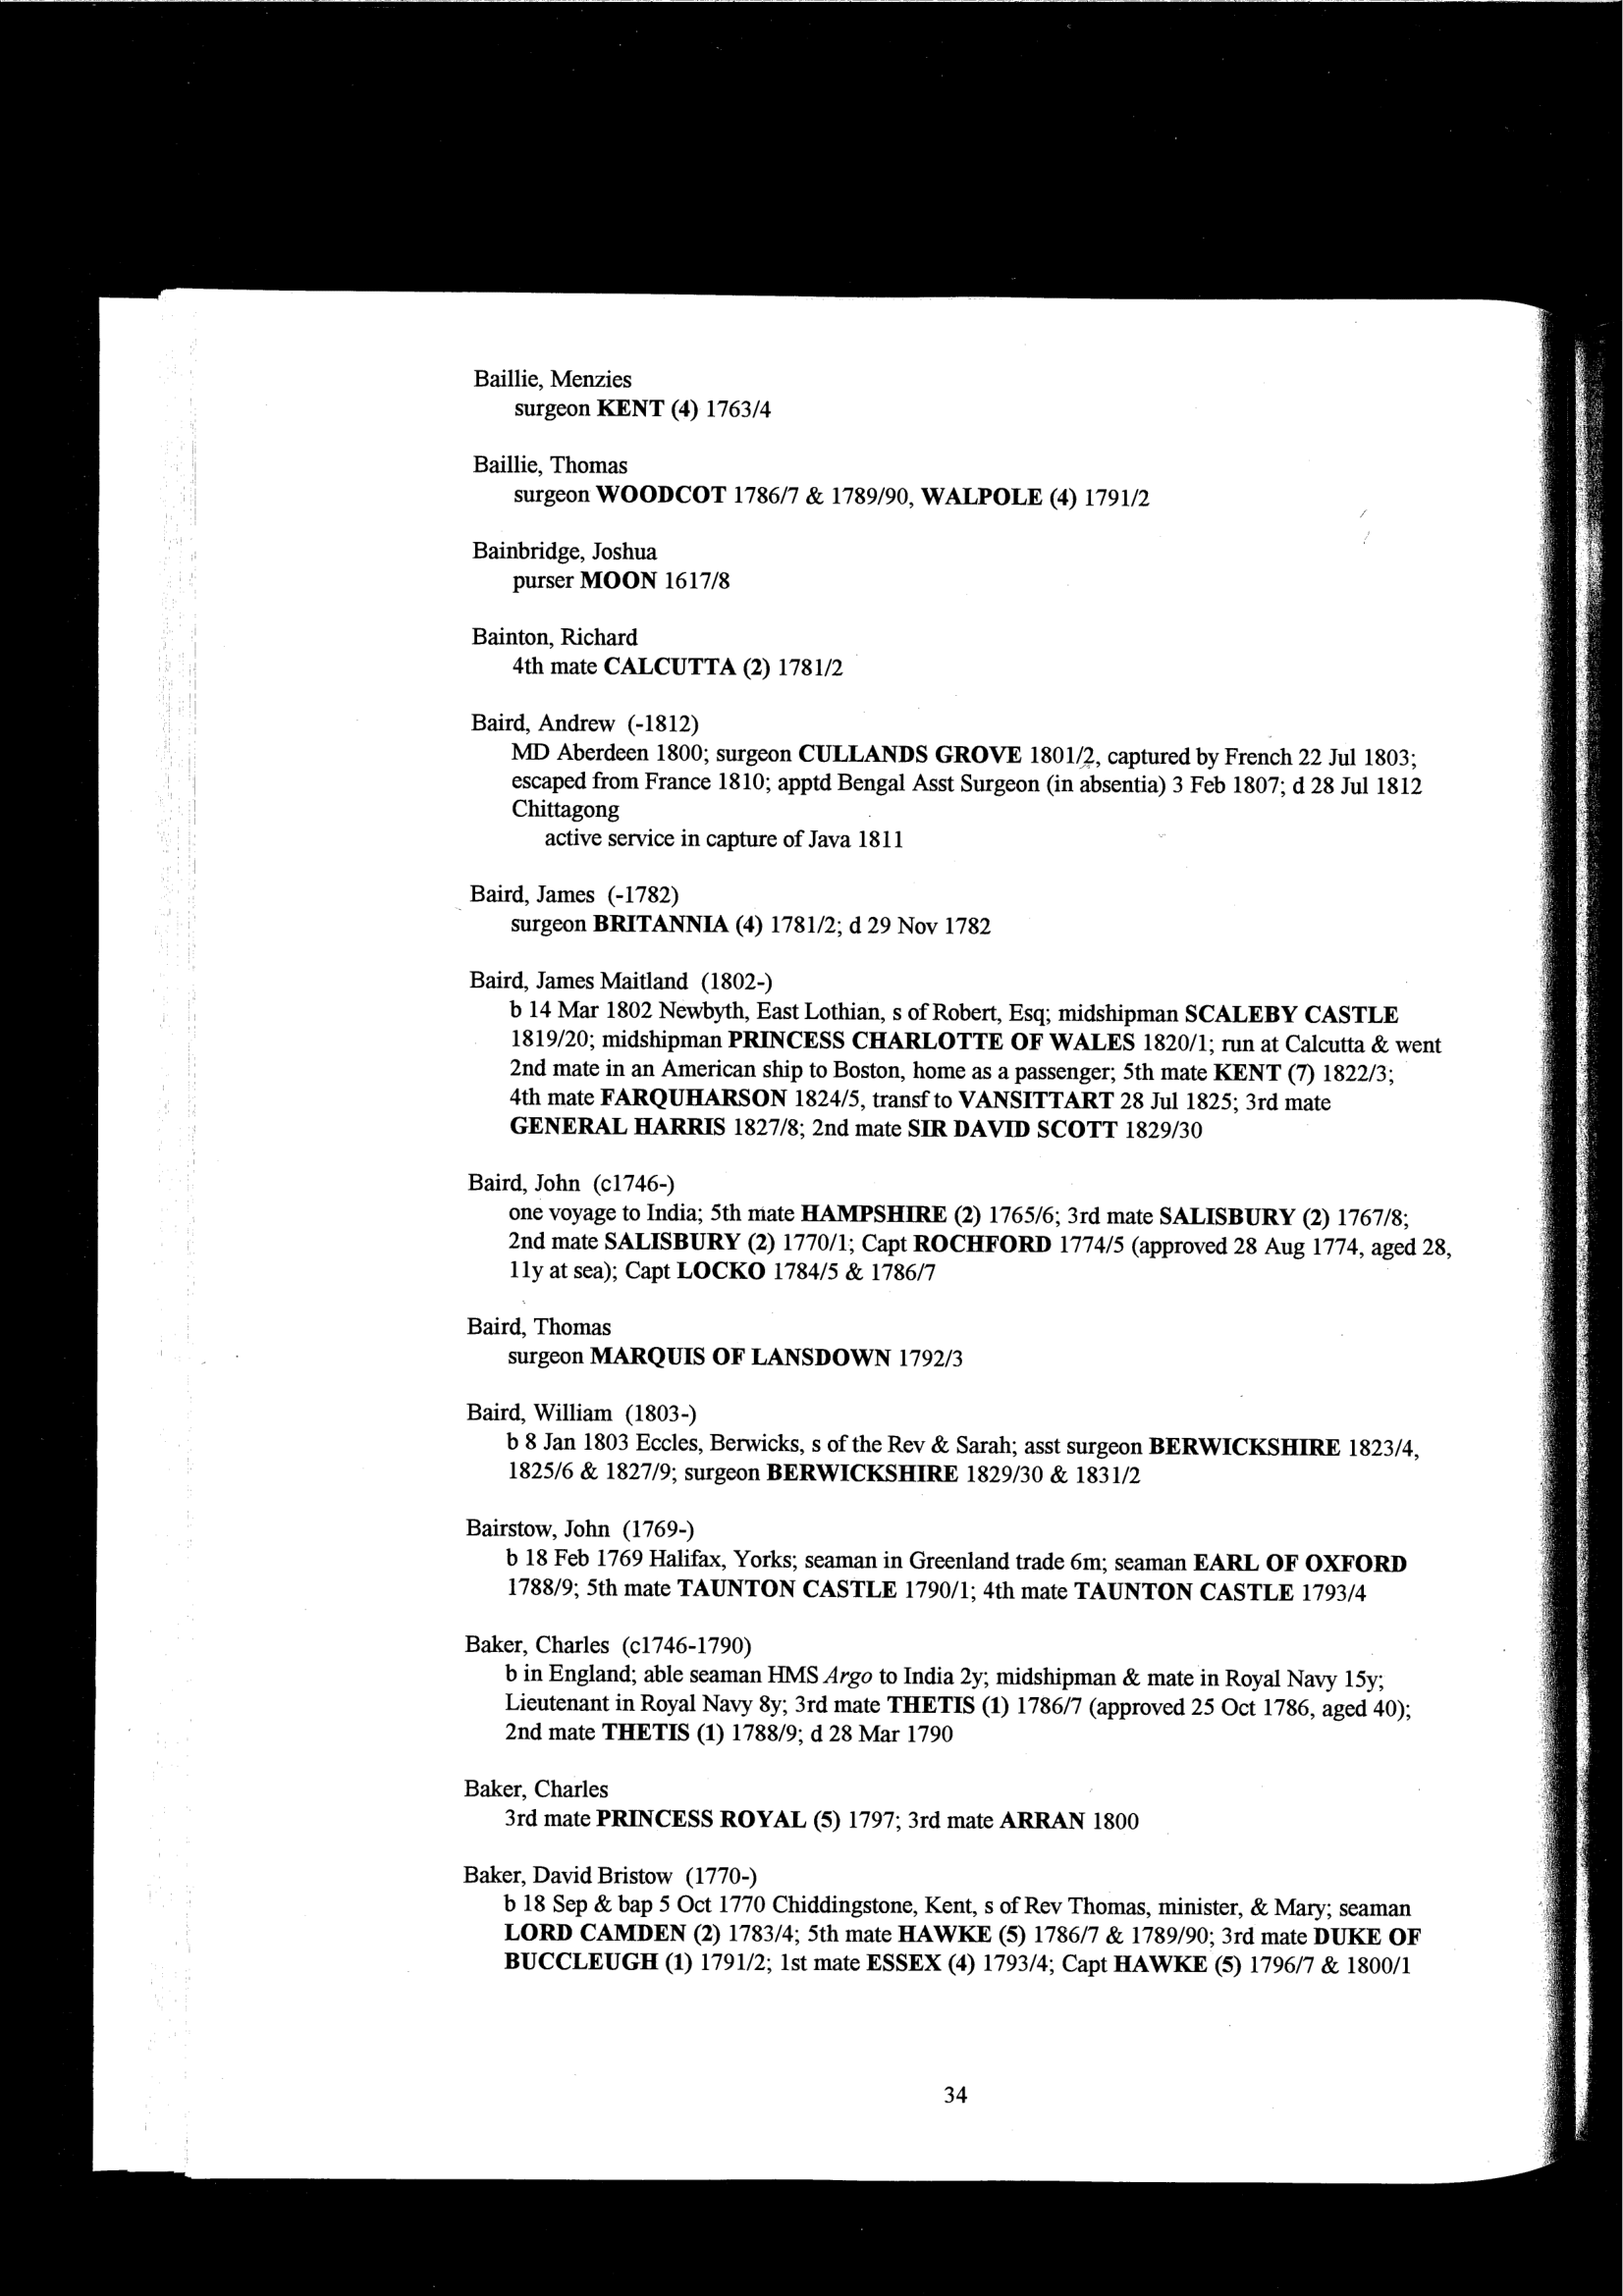 Baillie, Menzies
surgeon KENT (4) 1763/4
Baillie, Thomas
surgeon WOODCOT 1786/7 & 1789/90, WALPOLE (4) 1791/2
Bainbridge, Joshua
purser MOON 1617/8
Bainton, Richard
4th mate CALCUTTA (2) 1781/2
Baird, Andrew (-1812)
MD Aberdeen 1800; surgeon CULLANDS GROVE 1801/2, captured by French 22 Jul 1803;
escaped from France 1810; apptd Bengal Asst Surgeon (in absentia) 3 Feb 1807; d 28 Jul 1812
Chittagong
active service in capture of Java 1811
Baird, James (-1782)
surgeon BRITANNIA (4) 1781/2; d 29 Nov 1782
Baird, James Maitland (1802-)
b 14 Mar 1802 Newbyth, East Lothian, s of Robert, Esq; midshipman SCALEBY CASTLE
1819/20; midshipman PRINCESS CHARLOTTE OF WALES 1820/1; run at Calcutta & went
2nd mate in an American ship to Boston, home as a passenger; 5th mate KENT (7) 1822/3;
4th mate FARQUHARSON 1824/5, transf to VANSITTART 28 Jul 1825; 3rd mate
GENERAL HARRIS 1827/8; 2nd mate SIR DAVID SCOTT 1829/30
Baird, John (c1746-)
one voyage to India; 5th mate HAMPSHIRE (2) 1765/6; 3rd mate SALISBURY (2) 1767/8;
2nd mate SALISBURY (2) 1770/1; Capt ROCHFORD 1774/5 (approved 28 Aug 1774, aged 28,
11y at sea); Capt LOCKO 1784/5 & 1786/7
Baird, Thomas
surgeon MARQUIS OF LANSDOWN 1792/3
Baird, William (1803-)
b 8 Jan 1803 Eccles, Berwicks, s of the Rev & Sarah; asst surgeon BERWICKSHIRE 1823/4,
1825/6 & 1827/9; surgeon BERWICKSHIRE 1829/30 & 1831/2
Bairstow, John (1769-)
b 18 Feb 1769 Halifax, Yorks; seaman in Greenland trade 6m; seaman EARL OF OXFORD
1788/9; 5th mate TAUNTON CASTLE 1790/1; 4th mate TAUNTON CASTLE 1793/4
Baker, Charles (c1746-1790)
b in England; able seaman HMS Argo to India 2y; midshipman & mate in Royal Navy 15y;
Lieutenant in Royal Navy 8y; 3rd mate THETIS (1) 1786/7 (approved 25 Oct 1786, aged 40);
2nd mate THETIS (1) 1788/9; d 28 Mar 1790
Baker, Charles
3rd mate PRINCESS ROYAL (5) 1797; 3rd mate ARRAN 1800
Baker, David Bristow (1770-)
b 18 Sep & bap 5 Oct 1770 Chiddingstone, Kent, s of Rev Thomas, minister, & Mary; seaman
LORD CAMDEN (2) 1783/4; 5th mate HAWKE (5) 1786/7 & 1789/90; 3rd mate DUKE OF
BUCCLEUGH (1) 1791/2; 1st mate ESSEX (4) 1793/4; Capt HAWKE (5) 1796/7 & 1800/1
34